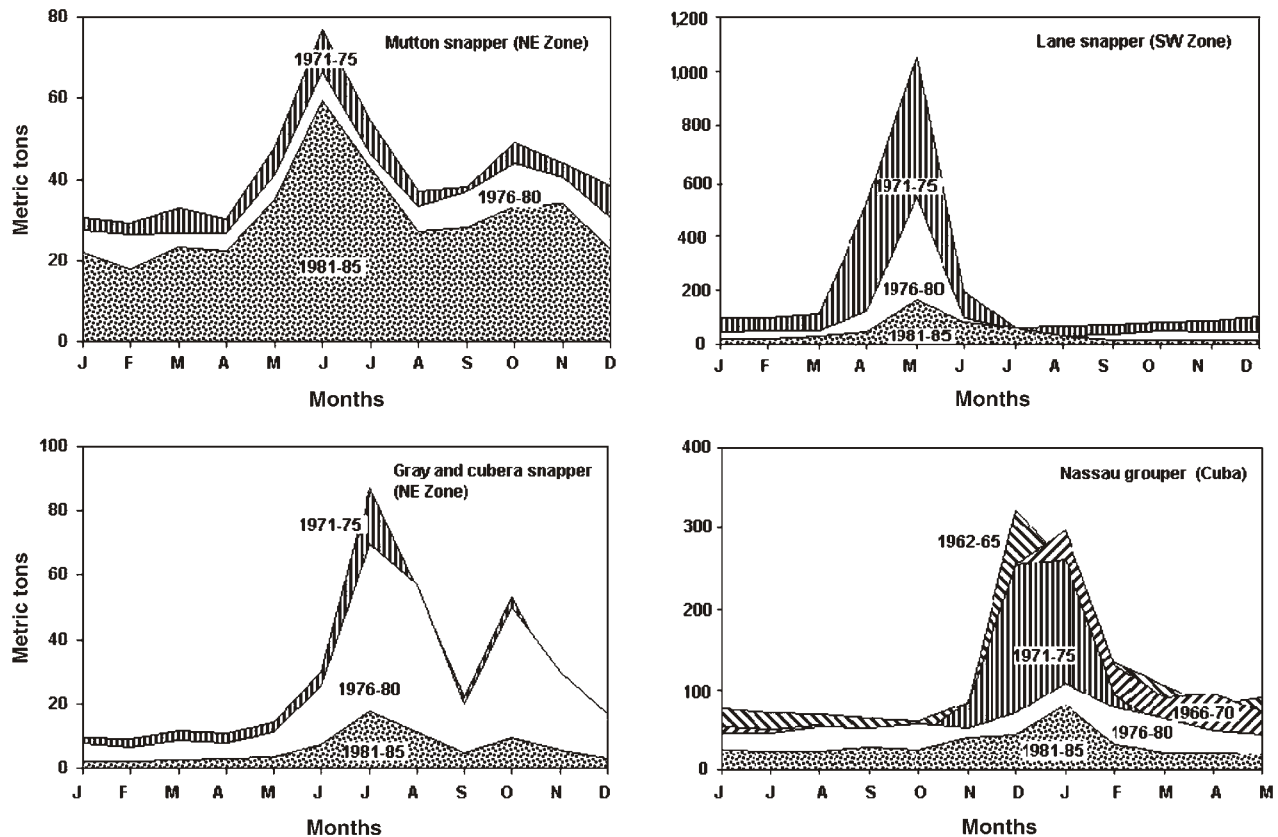 Mutton snapper (NE Zone)
Metric tons
80
60
40
20
0
1971-75
1976-80
1981-85
J F M A M J J A S O N D
Months
Lane snapper (SW Zone)
1,200
1,000
800
600
400
200
0
1971-75
1976-80
1981-85
J F M A M J J A S O N D
Months
Gray and cubera snapper
(NE Zone)
Metric tons
100
80
60
40
20
0
1971-75
1976-80
1981-85
J F M A M J J A S O N D
Months
Nassau grouper (Cuba)
400
300
200
100
0
1962-65
1971-75
1966-70
1976-80
1981-85
J J A S O N D J F M A M
Months